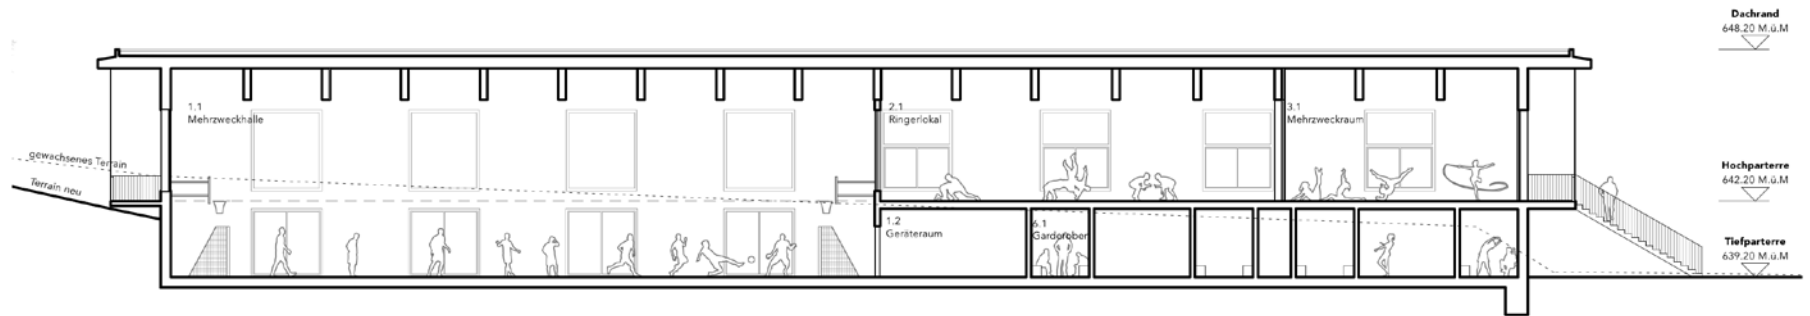 Dachrand
648.20 M.ü.M
1.1
Mehrzweckhalle
2.1
Ringerlokal
3.1
Mehrzweckraum
gewachsenes Terrain
Terrain neu
Hochparterre
642.20 M.ü.M
1.2
Geräteraum
6.1
Garderoben
Tiefparterre
639.20 M.ü.M